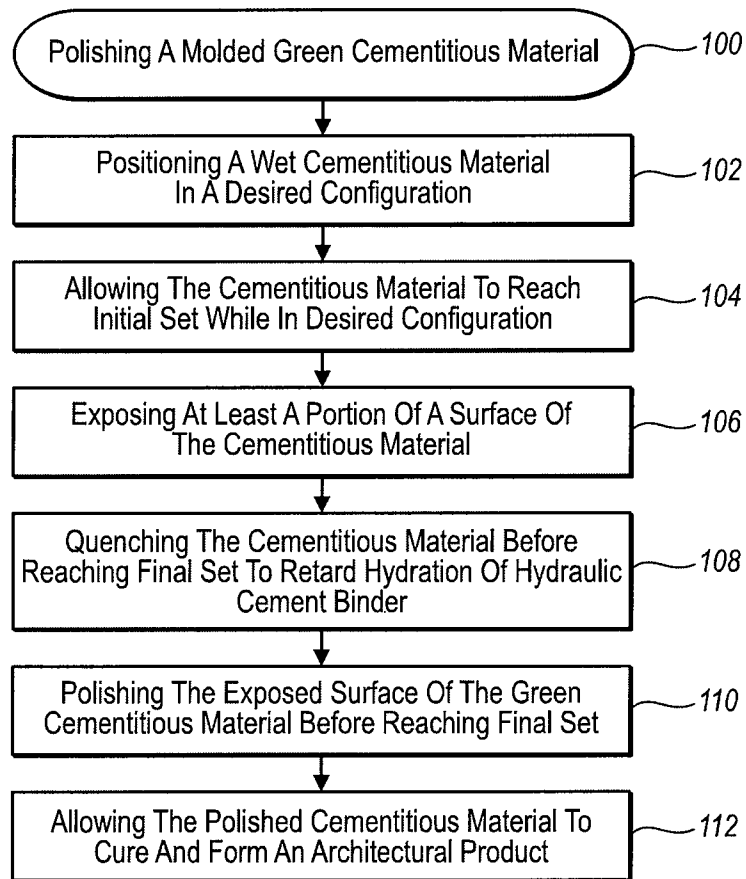 Polishing A Molded Green Cementitious Material
100
Positioning A Wet Cementitious Material
In A Desired Configuration
102
Allowing The Cementitious Material To Reach
Initial Set While In Desired Configuration
104
Exposing At Least A Portion Of A Surface Of
The Cementitious Material
106
Quenching The Cementitious Material Before
Reaching Final Set To Retard Hydration Of Hydraulic
Cement Binder
108
Polishing The Exposed Surface Of The Green
Cementitious Material Before Reaching Final Set
110
Allowing The Polished Cementitious Material To
Cure And Form An Architectural Product
112